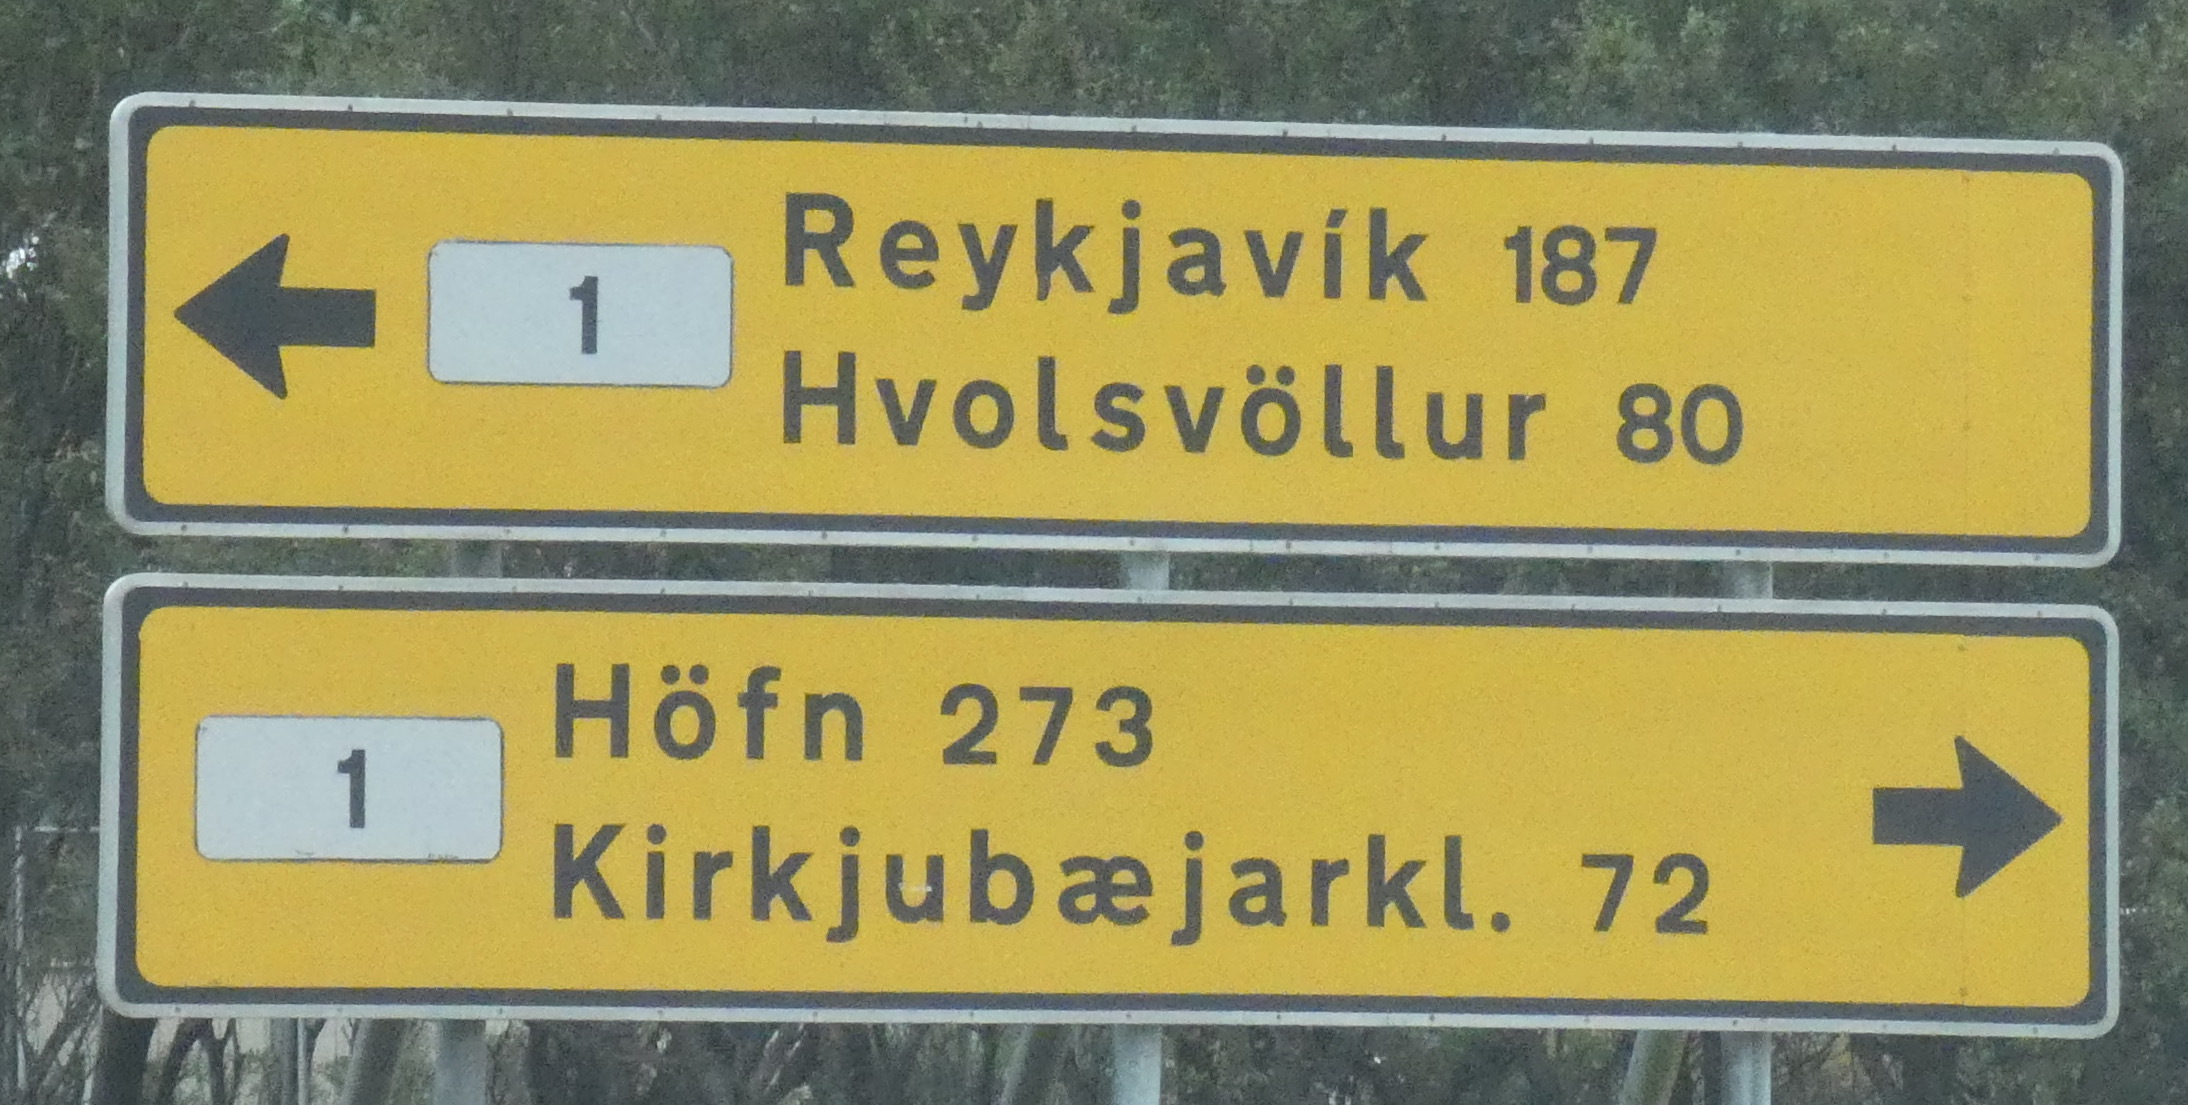 1
Reykjavík 187
Hvolsvöllur 80
1
Höfn 273
Kirkjubæjarkl. 72